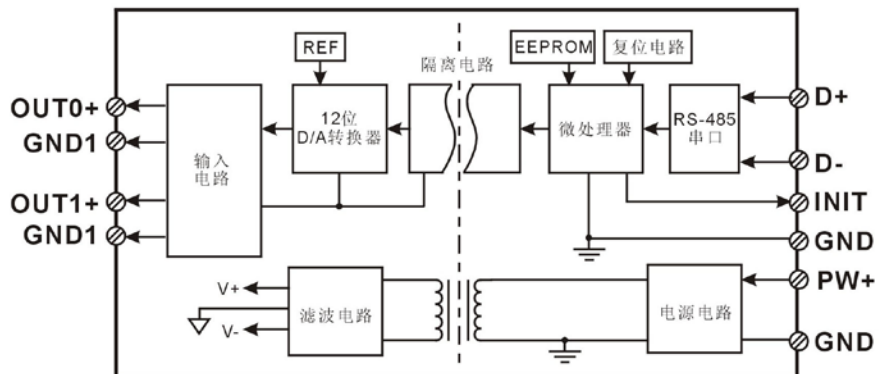 REF
隔离电路
EEPROM
复位电路
OUT0+
GND1
OUT1+
GND1
输入
电路
12位
D/A转换器
微处理器
RS-485
串口
D+
D-
INIT
GND
PW+
GND
V+
V-
滤波电路
电源电路